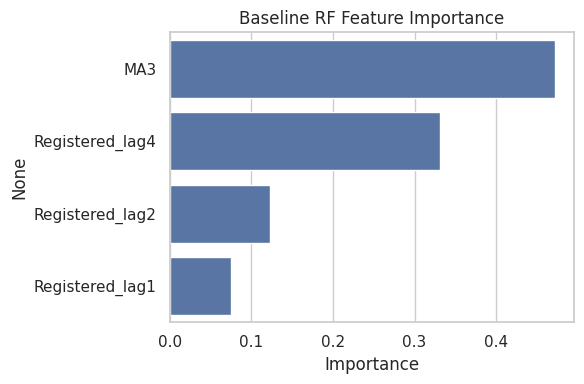 Baseline RF Feature Importance
MA3
Registered_lag4
None
Registered_lag2
Registered_lag1
0.0 0.1 0.2 0.3 0.4
Importance